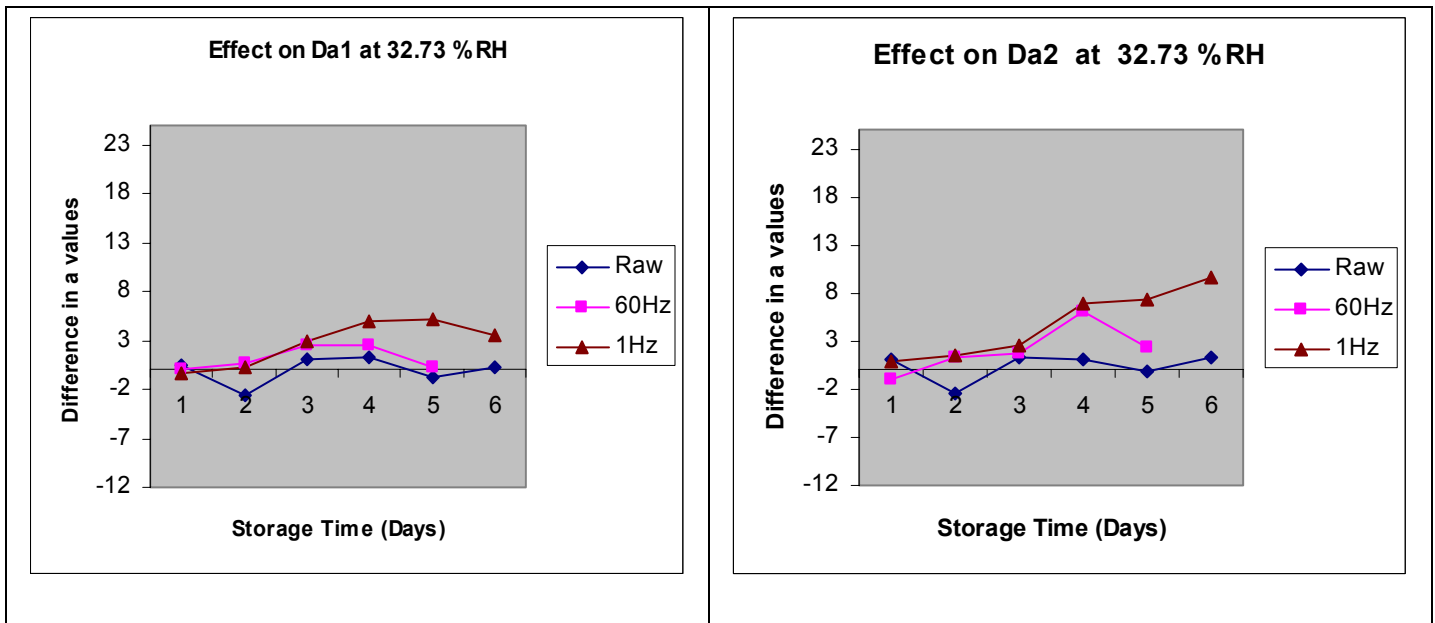 Effect on Da1 at 32.73 %RH
Difference in a values
23
18
13
8
3
-2
-7
-12
1 2 3 4 5 6
Storage Time (Days)
Raw
60Hz
1Hz
Effect on Da2 at 32.73 %RH
Difference in a values
23
18
13
8
3
-2
-7
-12
1 2 3 4 5 6
Storage Time (Days)
Raw
60Hz
1Hz